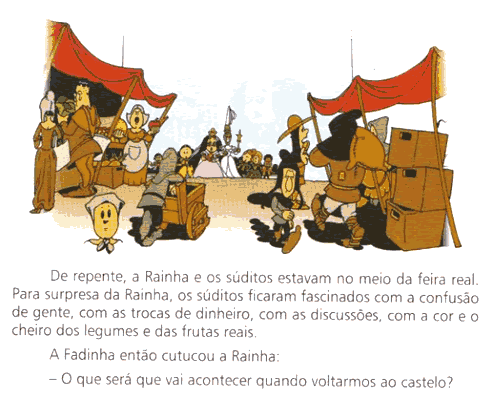 De repente, a Rainha e os súditos estavam no meio da feira real.
Para surpresa da Rainha, os súditos ficaram fascinados com a confusão
de gente, com as trocas de dinheiro, com as discussões, com a cor e o
cheiro dos legumes e das frutas reais.
A Fadinha então cutucou a Rainha:
– O que será que vai acontecer quando voltarmos ao castelo?